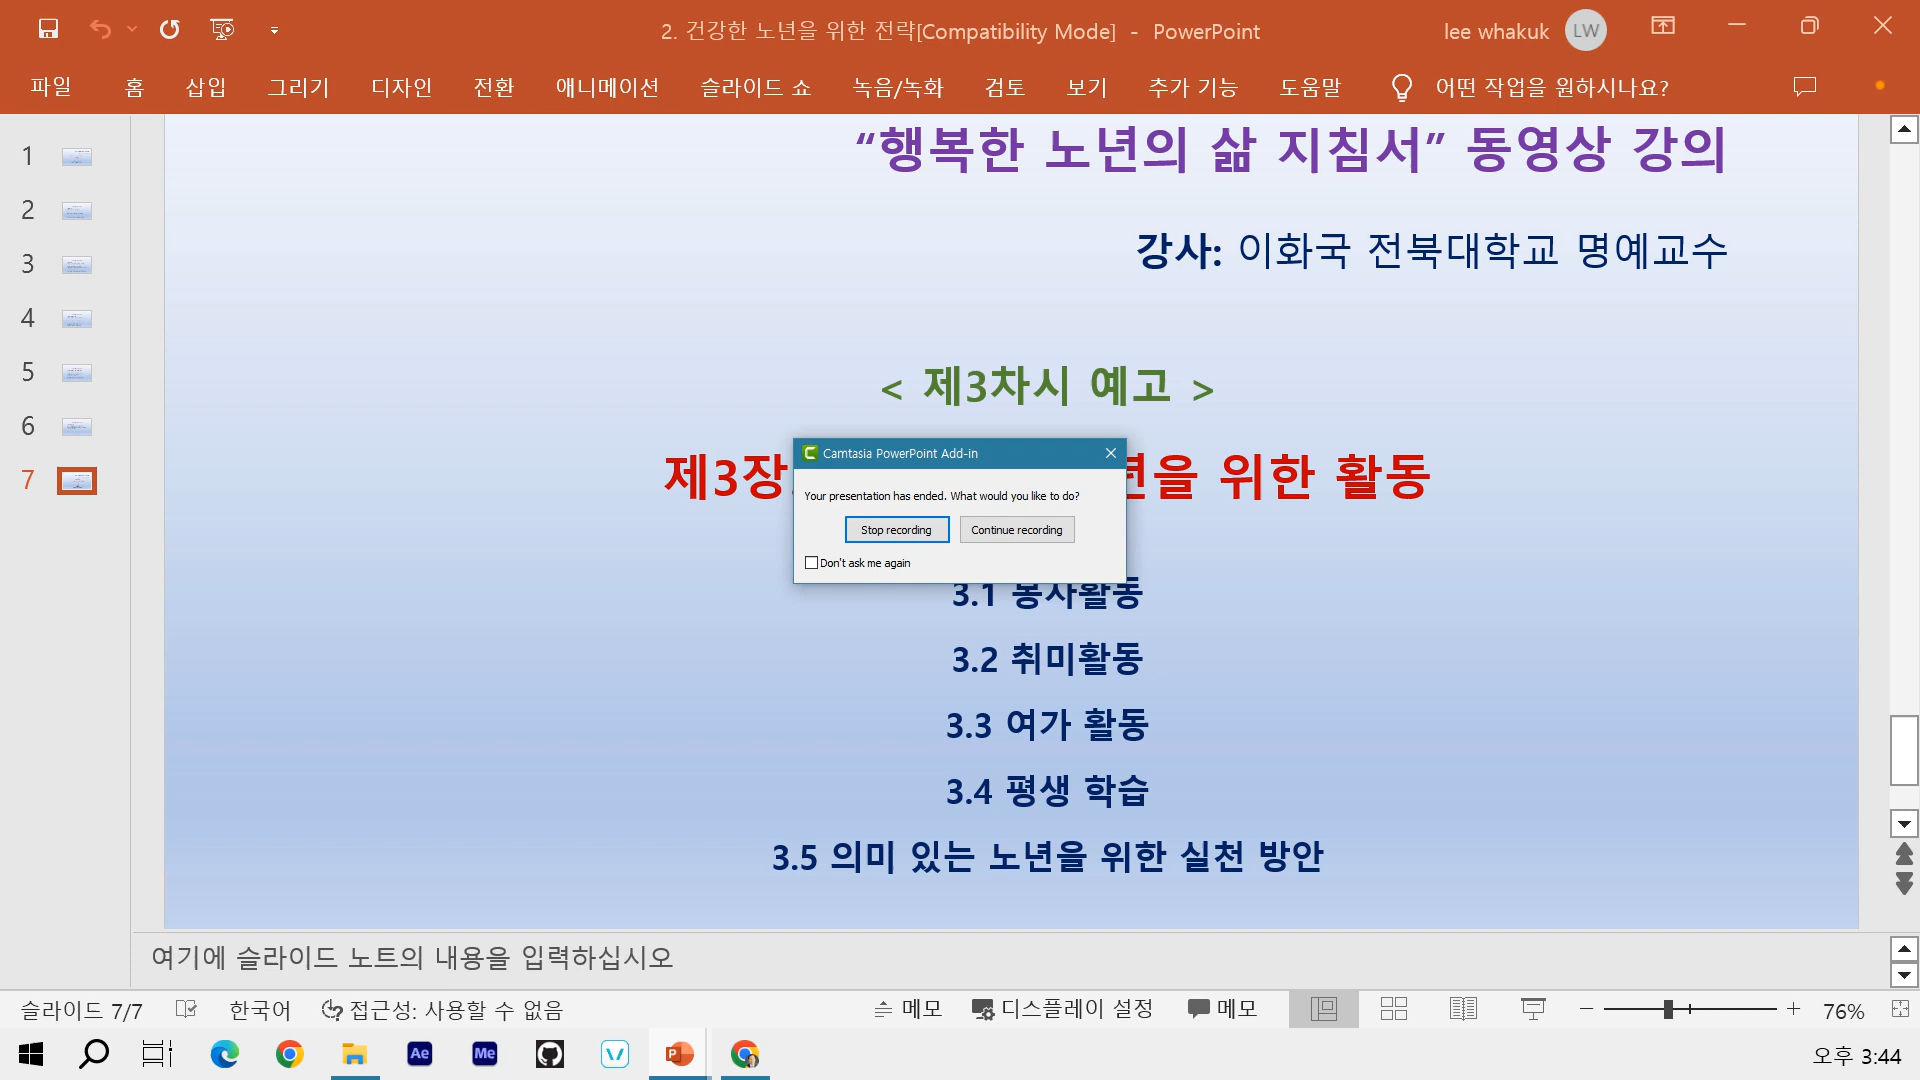 2. 건강한 노년을 위한 전략[Compatibility Mode] - PowerPoint
lee whakuk
LW
파일 홈 삽입 그리기 디자인 전환 애니메이션 슬라이드 쇼 녹음/녹화 검토 보기 추가 기능 도움말 어떤 작업을 원하시나요?
1
2
3
4
5
6
7
“행복한 노년의 삶 지침서” 동영상 강의
강사: 이화국 전북대학교 명예교수
< 제3차시 예고 >
제3장 년을 위한 활동
Camtasia PowerPoint Add-in
Your presentation has ended. What would you like to do?
Stop recording Continue recording
Don't ask me again
3.1 봉사활동
3.2 취미활동
3.3 여가 활동
3.4 평생 학습
3.5 의미 있는 노년을 위한 실천 방안
여기에 슬라이드 노트의 내용을 입력하십시오
슬라이드 7/7 한국어 접근성: 사용할 수 없음 메모 디스플레이 설정 메모 76%
Ae Me
오후 3:44